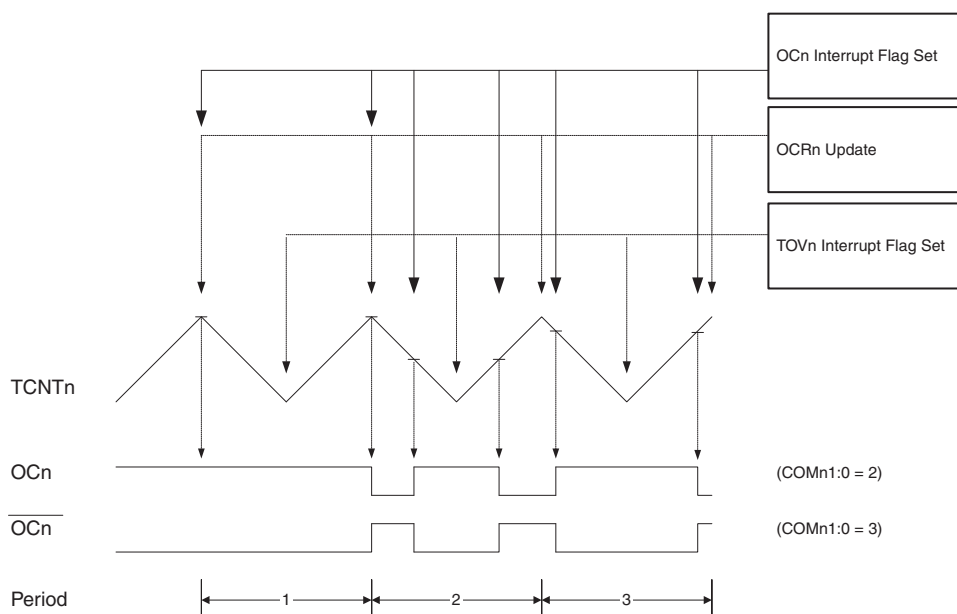 OCn Interrupt Flag Set
OCRn Update
TOVn Interrupt Flag Set
TCNTn
OCn
(COMn1:0 = 2)
OCn
(COMn1:0 = 3)
Period
1
2
3